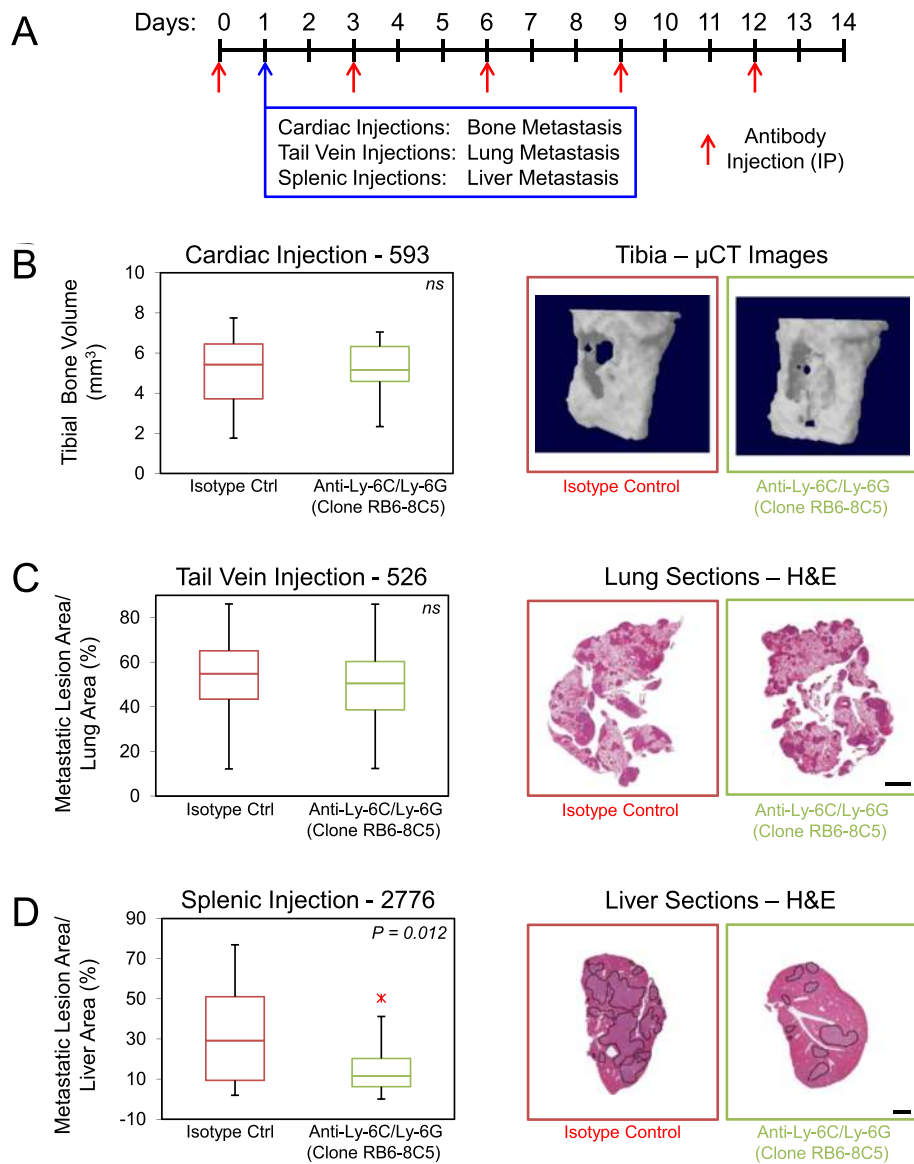 A
Days: 0 1 2 3 4 5 6 7 8 9 10 11 12 13 14
Cardiac Injections: Bone Metastasis
Tail Vein Injections: Lung Metastasis
Splenic Injections: Liver Metastasis
Antibody
Injection (IP)
B
Cardiac Injection - 593
ns
Tibial Bone Volume
(mm³)
10
8
6
4
2
0
Isotype Ctrl
Anti-Ly-6C/Ly-6G
(Clone RB6-8C5)
Tibia – µCT Images
Isotype Control
Anti-Ly-6C/Ly-6G
(Clone RB6-8C5)
C
Tail Vein Injection - 526
ns
Metastatic Lesion Area/
Lung Area (%)
80
60
40
20
0
Isotype Ctrl
Anti-Ly-6C/Ly-6G
(Clone RB6-8C5)
Lung Sections – H&E
Isotype Control
Anti-Ly-6C/Ly-6G
(Clone RB6-8C5)
D
Splenic Injection - 2776
P = 0.012
Metastatic Lesion Area/
Liver Area (%)
90
70
50
30
10
-10
Isotype Ctrl
Anti-Ly-6C/Ly-6G
(Clone RB6-8C5)
Liver Sections – H&E
Isotype Control
Anti-Ly-6C/Ly-6G
(Clone RB6-8C5)